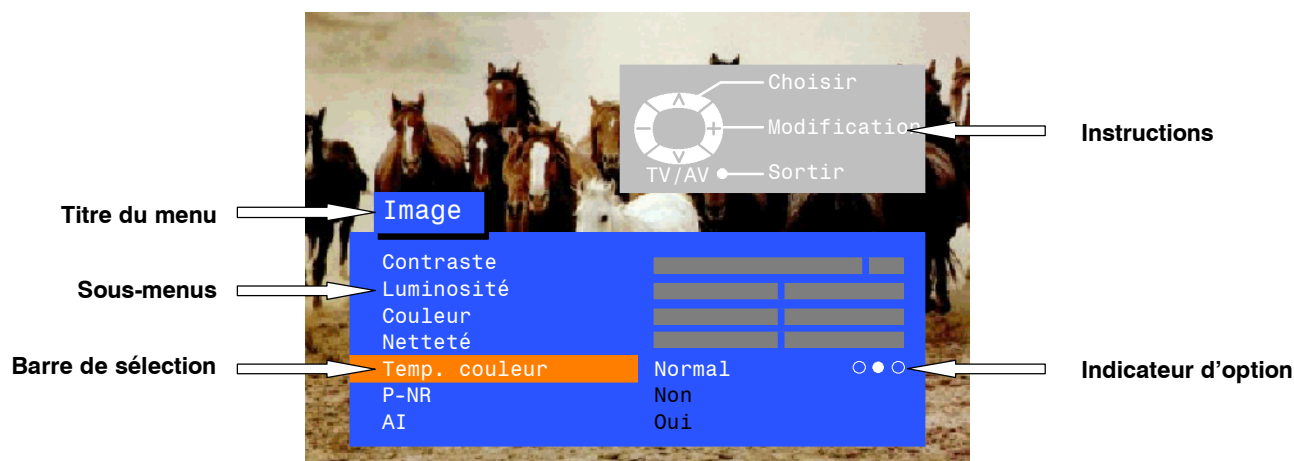 Choisir
Modification
TV/AV Sortir
Instructions
Titre du menu
Image
Contraste
Sous-menus
Luminosité
Couleur
Netteté
Barre de sélection
Temp. couleur Normal
Indicateur d’option
P-NR Non
AI Oui